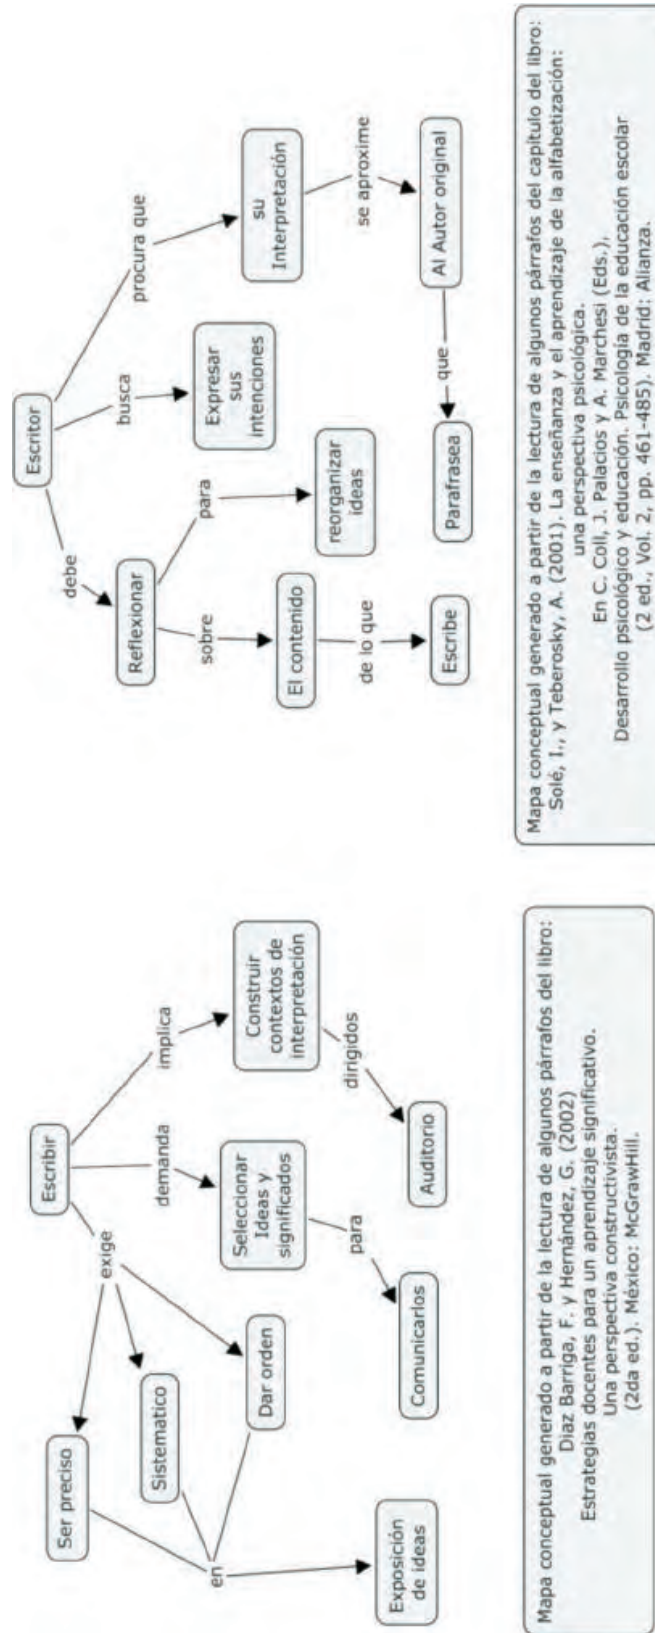 Escribir
exige
demanda
implica
Ser preciso
Sistematico
Dar orden
Seleccionar
Ideas y
significados
Construir
contextos de
interpretación
en
para
dirigidos
Exposición
de ideas
Comunicarlos
Auditorio
Mapa conceptual generado a partir de la lectura de algunos párrafos del libro:
Diaz Barriga, F. y Hernández, G. (2002)
Estrategias docentes para un aprendizaje significativo.
Una perspectiva constructivista.
(2da ed.). México: McGrawHill.
Escritor
debe
busca
procura que
Reflexionar
Expresar
sus
intenciones
su
Interpretación
sobre
para
se aproxime
El contenido
reorganizar
ideas
Al Autor original
de lo que
que
Escribe
Parafrasea
Mapa conceptual generado a partir de la lectura de algunos párrafos del capítulo del libro:
Solé, I., y Teberosky, A. (2001). La enseñanza y el aprendizaje de la alfabetización:
una perspectiva psicológica.
En C. Coll, J. Palacios y A. Marchesi (Eds.),
Desarrollo psicológico y educación. Psicología de la educación escolar
(2 ed., Vol. 2, pp. 461-485). Madrid: Alianza.